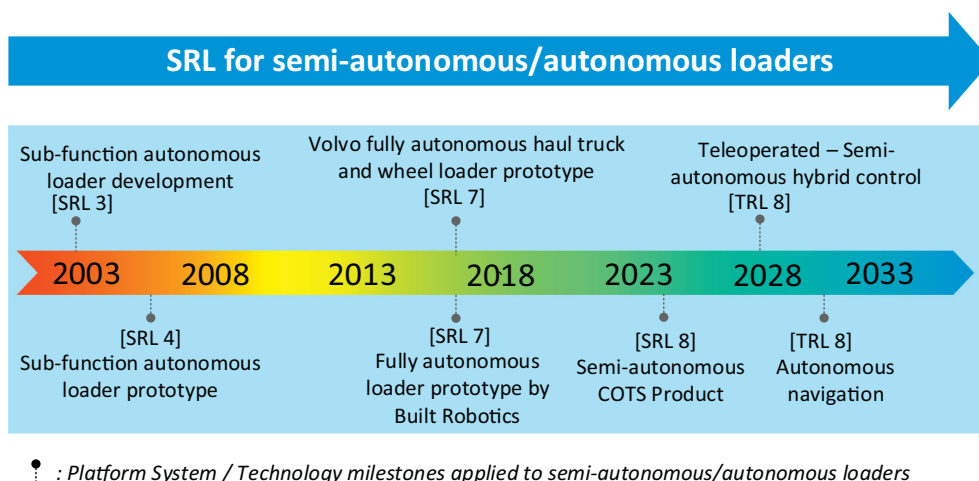 SRL for semi-autonomous/autonomous loaders
Sub-function autonomous
loader development
[SRL 3]
Volvo fully autonomous haul truck
and wheel loader prototype
[SRL 7]
Teleoperated – Semi-
autonomous hybrid control
[TRL 8]
2003 2008 2013 2018 2023 2028 2033
[SRL 4]
Sub-function autonomous
loader prototype
[SRL 7]
Fully autonomous
loader prototype by
Built Robotics
[SRL 8]
Semi-autonomous
COTS Product
[TRL 8]
Autonomous
navigation
: Platform System / Technology milestones applied to semi-autonomous/autonomous loaders